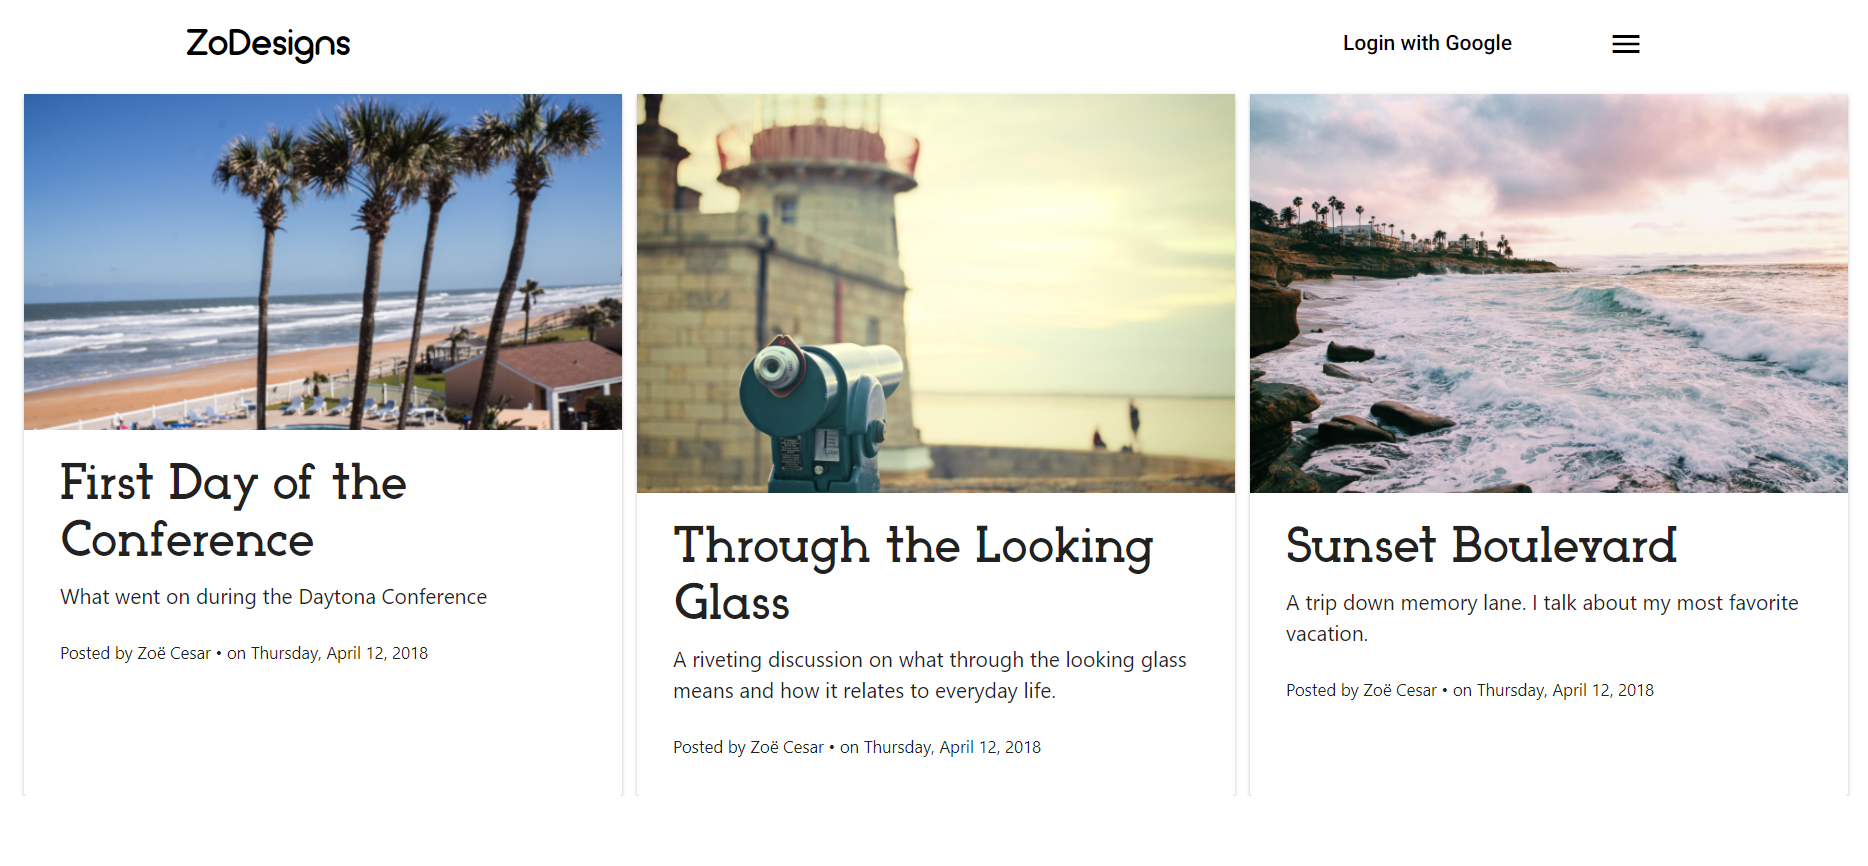 ZoDesigns
Login with Google
First Day of the
Conference
What went on during the Daytona Conference
Posted by Zoë Cesar • on Thursday, April 12, 2018
Through the Looking
Glass
A riveting discussion on what through the looking glass
means and how it relates to everyday life.
Posted by Zoë Cesar • on Thursday, April 12, 2018
Sunset Boulevard
A trip down memory lane. I talk about my most favorite
vacation.
Posted by Zoë Cesar • on Thursday, April 12, 2018